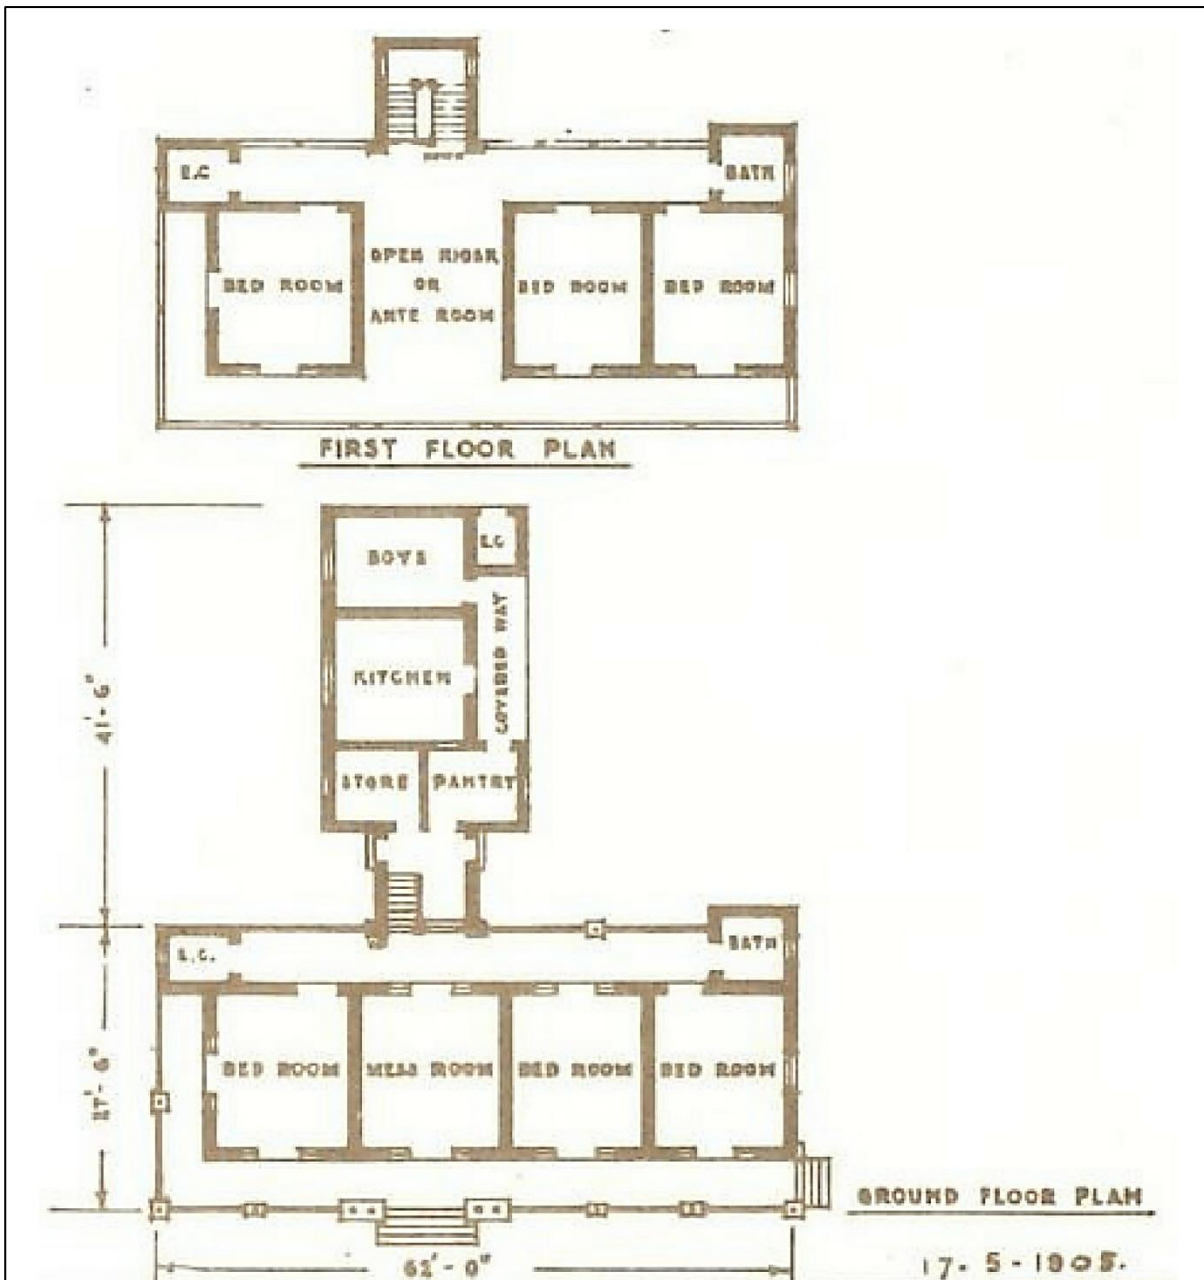 E.C
BATH
BED ROOM
OPEN
OR
ANTE ROOM
BED ROOM
BED ROOM
FIRST FLOOR PLAN
BOYS
E.C
KITCHEN
COVERED WAY
41'-6"
STORE
PANTRY
E.C.
BATH
BED ROOM
MESS ROOM
BED ROOM
BED ROOM
27'-6"
GROUND FLOOR PLAN
62'-0"
17-5-1905.